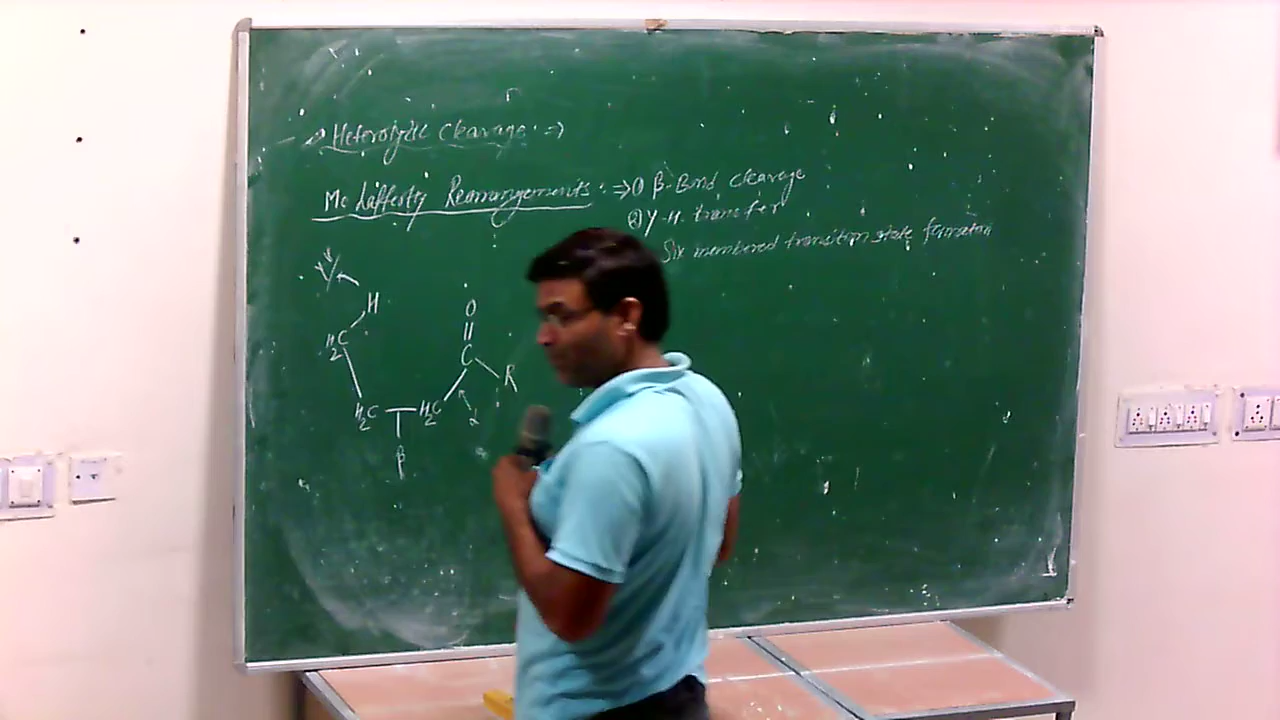 Heterolytic Cleavage :⇒
Mc Lafferty Rearrangements :⇒ ① β-Bond cleavage
② γ-H. transfer
Six membered transition state formation
γ
H
H2C
O
C
R
H2C
H2C
α
β